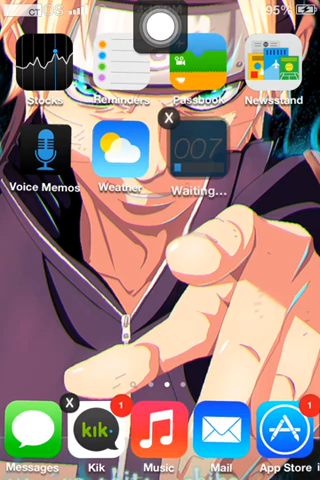 95%
Stocks
Reminders
Passbook
Newsstand
X
007
Voice Memos
Weather
Waiting...
X
kik
1
1
Messages
Kik
Music
Mail
App Store